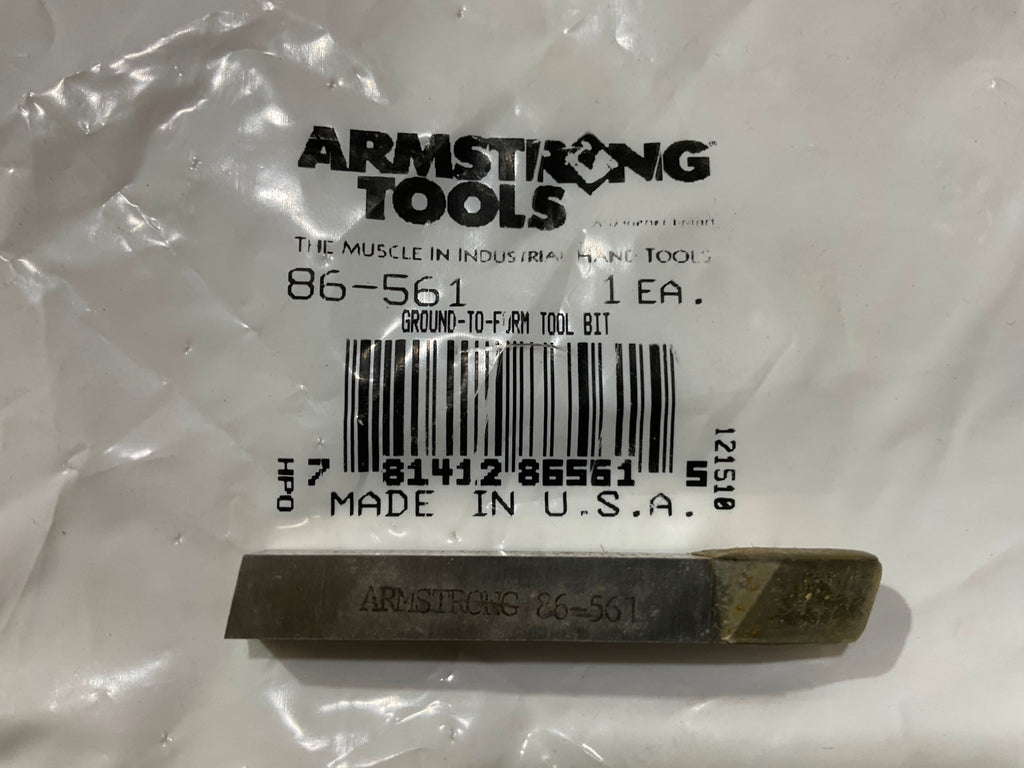 ARMSTRONG
TOOLS
THE MUSCLE IN INDUSTRIAL HAND TOOLS
86-561 1 EA.
GROUND-TO-FORM TOOL BIT
HPO
7 81412 86561 5
121510
MADE IN U.S.A.
ARMSTRONG 86-561